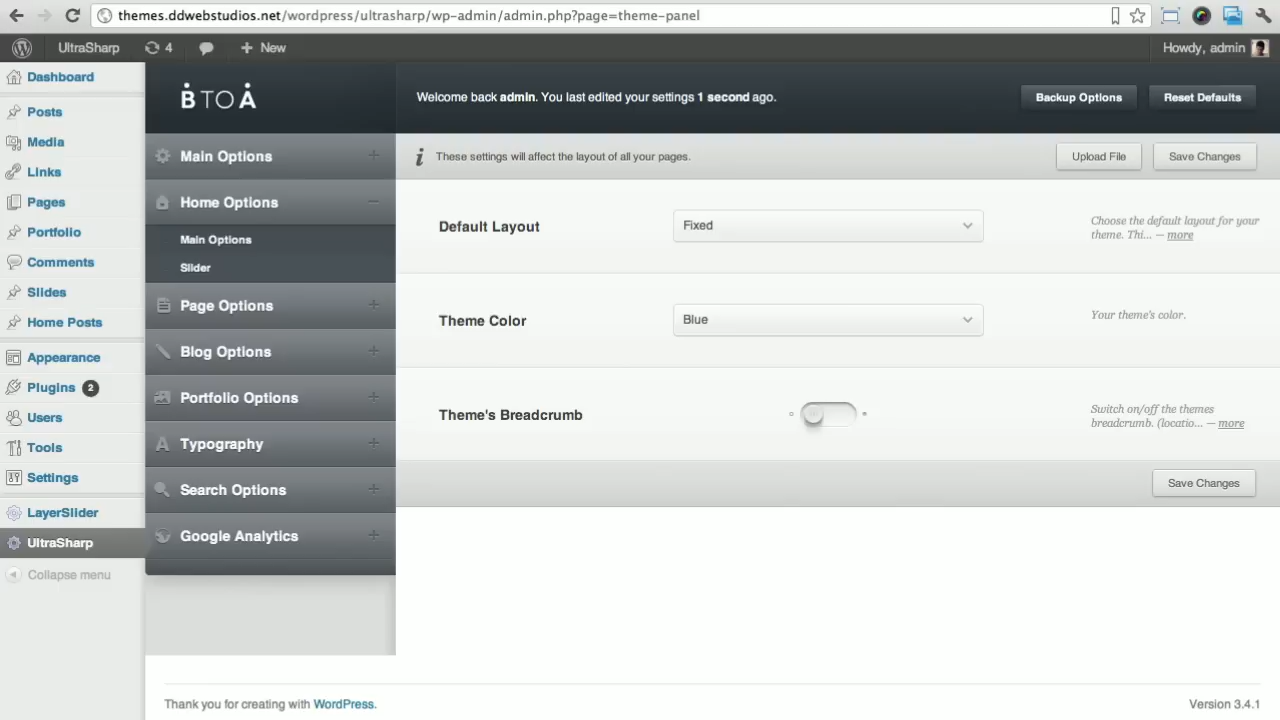 themes.ddwebstudios.net/wordpress/ultrasharp/wp-admin/admin.php?page=theme-panel
UltraSharp 4 + New Howdy, admin
Dashboard
Posts
Media
Links
Pages
Portfolio
Comments
Slides
Home Posts
Appearance
Plugins 2
Users
Tools
Settings
LayerSlider
UltraSharp
Collapse menu
B TO A
Main Options
Home Options
Main Options
Slider
Page Options
Blog Options
Portfolio Options
Typography
Search Options
Google Analytics
Welcome back admin. You last edited your settings 1 second ago.
Backup Options Reset Defaults
These settings will affect the layout of all your pages.
Upload File Save Changes
Default Layout Fixed
Choose the default layout for your
theme. Thi... — more
Theme Color Blue
Your theme's color.
Theme's Breadcrumb
Switch on/off the themes
breadcrumb. (locatio... — more
Save Changes
Thank you for creating with WordPress.
Version 3.4.1